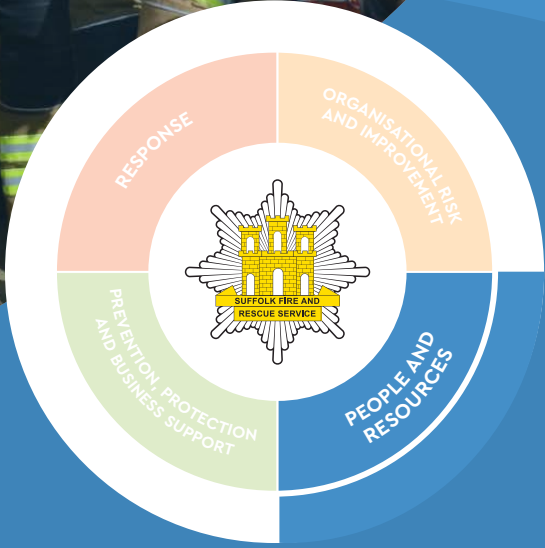 RESPONSE
ORGANISATIONAL RISK
AND IMPROVEMENT
SUFFOLK FIRE AND
RESCUE SERVICE
PREVENTION, PROTECTION
AND BUSINESS SUPPORT
PEOPLE AND
RESOURCES